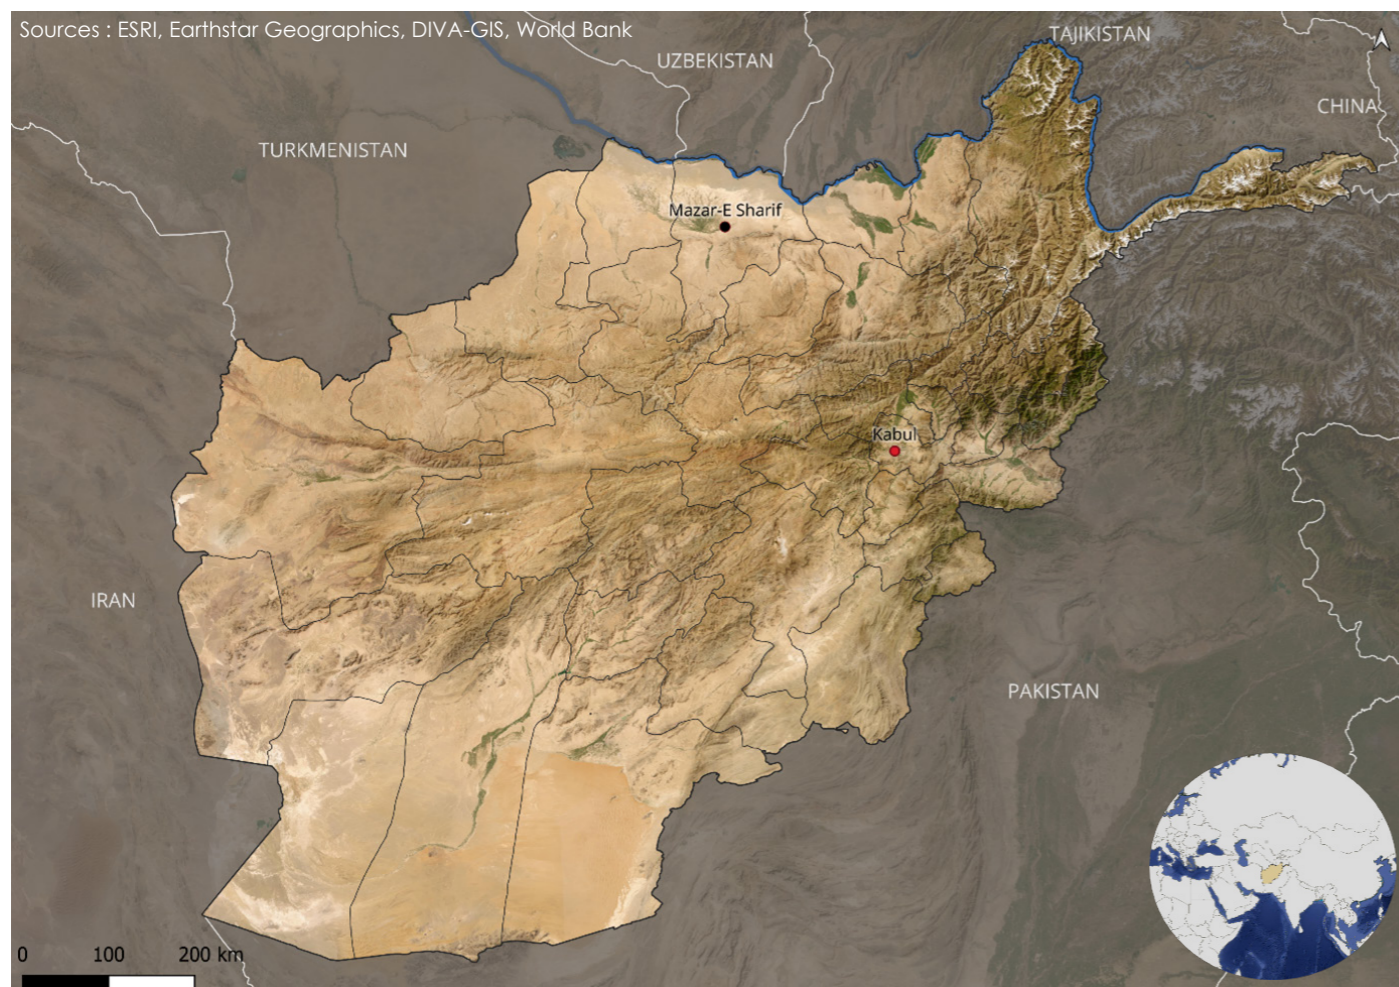 Sources : ESRI, Earthstar Geographics, DIVA-GIS, World Bank
TAJIKISTAN
UZBEKISTAN
CHINA
TURKMENISTAN
Mazar-E Sharif
Kabul
IRAN
PAKISTAN
0 100 200 km